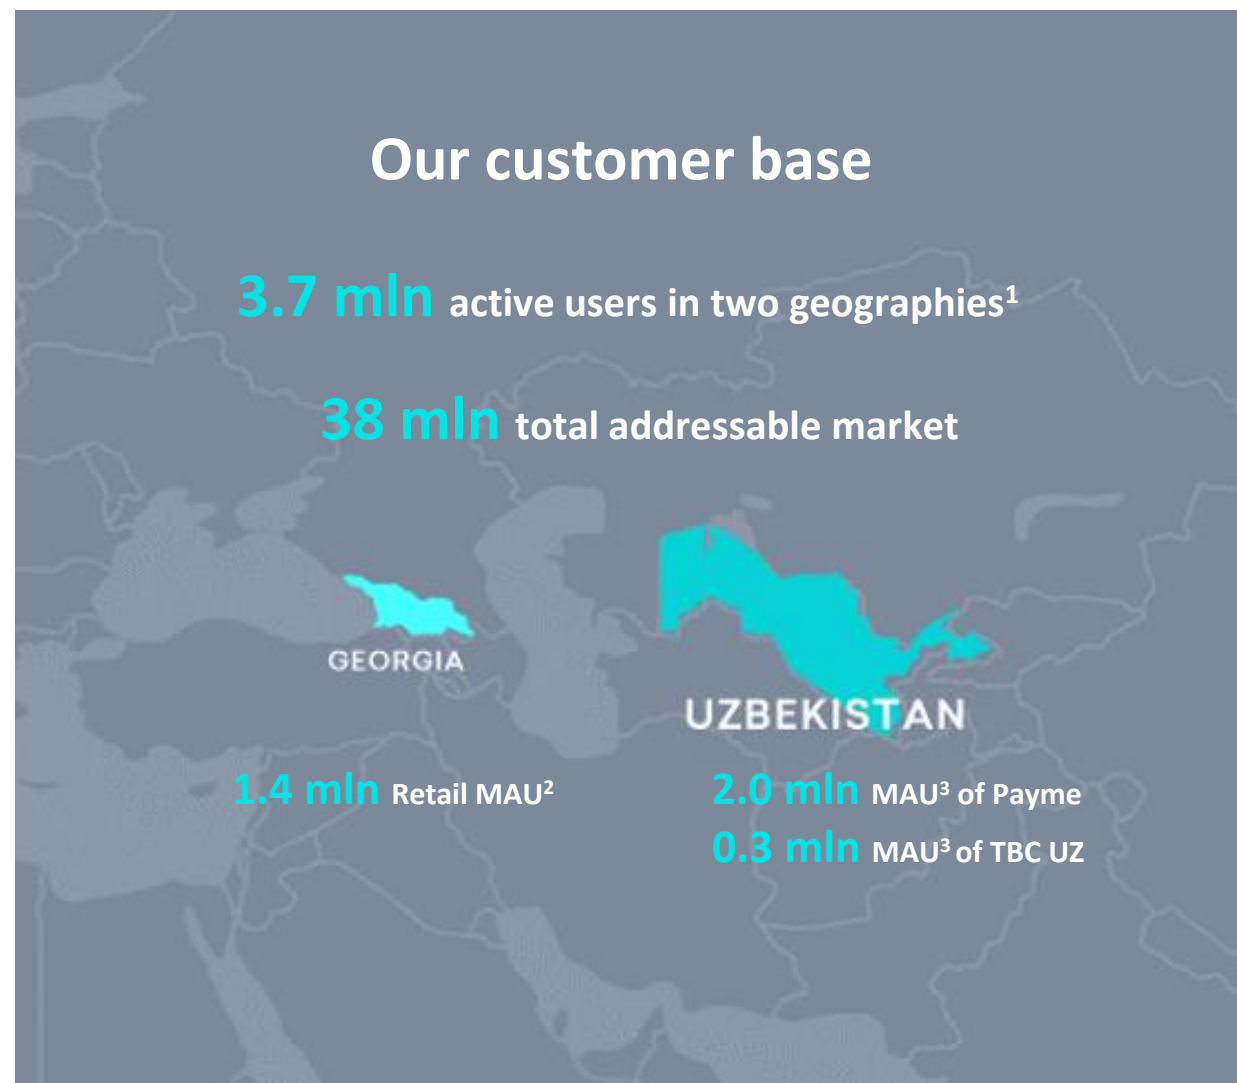 Our customer base
3.7 mln active users in two geographies¹
38 mln total addressable market
GEORGIA
UZBEKISTAN
1.4 mln Retail MAU²
2.0 mln MAU³ of Payme
0.3 mln MAU³ of TBC UZ